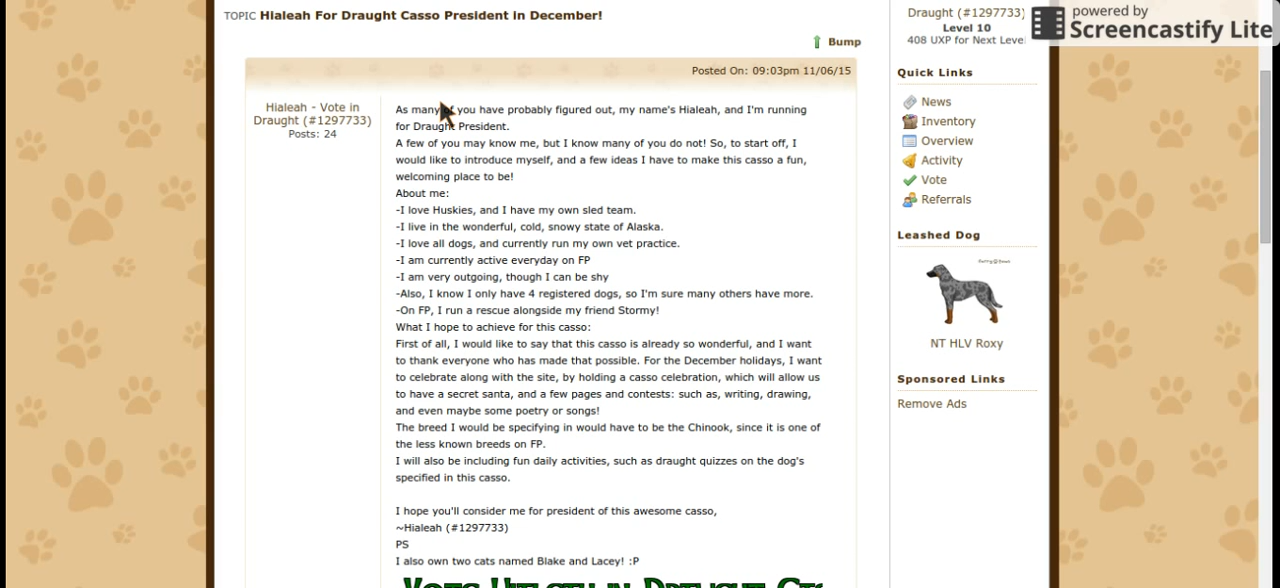 TOPIC Hialeah For Draught Casso President in December!
Bump
Posted On: 09:03pm 11/06/15
Hialeah - Vote in
Draught (#1297733)
Posts: 24
As many of you have probably figured out, my name's Hialeah, and I'm running
for Draught President.
A few of you may know me, but I know many of you do not! So, to start off, I
would like to introduce myself, and a few ideas I have to make this casso a fun,
welcoming place to be!
About me:
-I love Huskies, and I have my own sled team.
-I live in the wonderful, cold, snowy state of Alaska.
-I love all dogs, and currently run my own vet practice.
-I am currently active everyday on FP
-I am very outgoing, though I can be shy
-Also, I know I only have 4 registered dogs, so I'm sure many others have more.
-On FP, I run a rescue alongside my friend Stormy!
What I hope to achieve for this casso:
First of all, I would like to say that this casso is already so wonderful, and I want
to thank everyone who has made that possible. For the December holidays, I want
to celebrate along with the site, by holding a casso celebration, which will allow us
to have a secret santa, and a few pages and contests: such as, writing, drawing,
and even maybe some poetry or songs!
The breed I would be specifying in would have to be the Chinook, since it is one of
the less known breeds on FP.
I will also be including fun daily activities, such as draught quizzes on the dog's
specified in this casso.
I hope you'll consider me for president of this awesome casso,
~Hialeah (#1297733)
PS
I also own two cats named Blake and Lacey! :P
Draught (#1297733)
Level 10
408 UXP for Next Leve
powered by
Screencastify Lite
Quick Links
News
Inventory
Overview
Activity
Vote
Referrals
Leashed Dog
NT HLV Roxy
Sponsored Links
Remove Ads